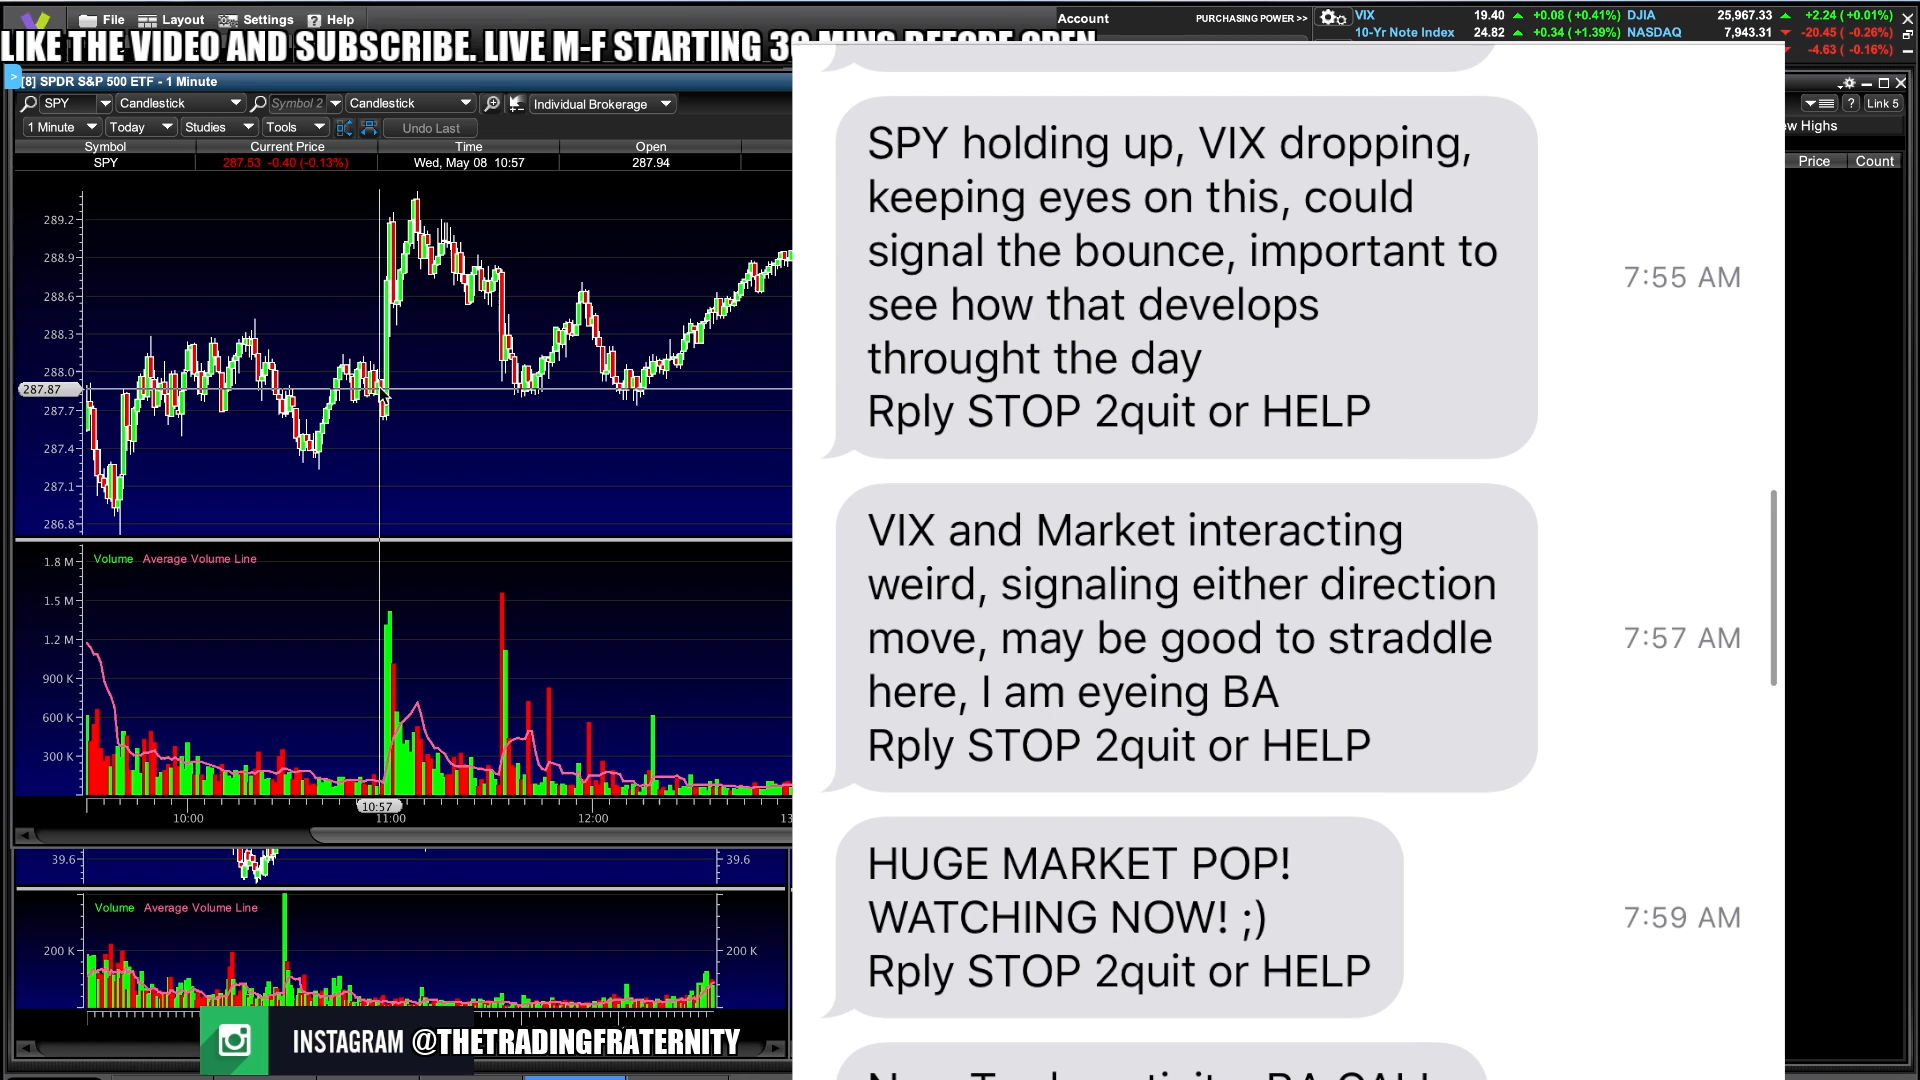 File
Layout
Settings
Help
Account
PURCHASING POWER >>
VIX 19.40 +0.08 (+0.41%) DJIA 25,967.33 +2.24 (+0.01%)
10-Yr Note Index 24.82 +0.34 (+1.39%) NASDAQ 7,943.31 -20.45 (-0.26%)
-4.63 (-0.16%)
LIKE THE VIDEO AND SUBSCRIBE. LIVE M-F STARTING 30 MINS BEFORE OPEN
[8] SPDR S&P 500 ETF - 1 Minute
SPY Candlestick Symbol 2 Candlestick Individual Brokerage
1 Minute Today Studies Tools Undo Last
Symbol Current Price Time Open
SPY 287.53 -0.40 (-0.13%) Wed, May 08 10:57 287.94
289.2
288.9
288.6
288.3
288.0
287.87
287.7
287.4
287.1
286.8
Volume Average Volume Line
1.8 M
1.5 M
1.2 M
900 K
600 K
300 K
10:57
10:00 11:00 12:00
39.6 39.6
Volume Average Volume Line
200 K 200 K
INSTAGRAM @THETRADINGFRATERNITY
SPY holding up, VIX dropping,
keeping eyes on this, could
signal the bounce, important to
see how that develops
throught the day
Rply STOP 2quit or HELP
7:55 AM
VIX and Market interacting
weird, signaling either direction
move, may be good to straddle
here, I am eyeing BA
Rply STOP 2quit or HELP
7:57 AM
HUGE MARKET POP!
WATCHING NOW! ;)
Rply STOP 2quit or HELP
7:59 AM
? Link 5
Highs
Price Count